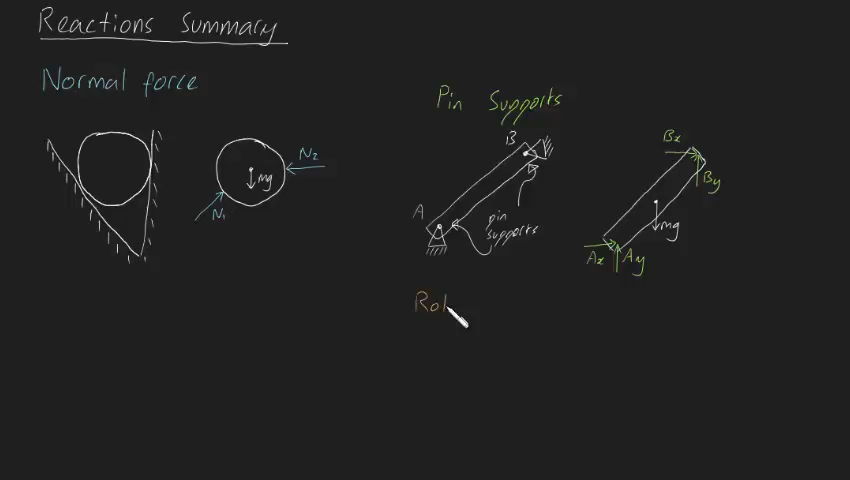 Reactions Summary
Normal force
N2
mg
N1
Pin Supports
B
A
pin
supports
Bx
By
mg
Ax
Ay
Rol